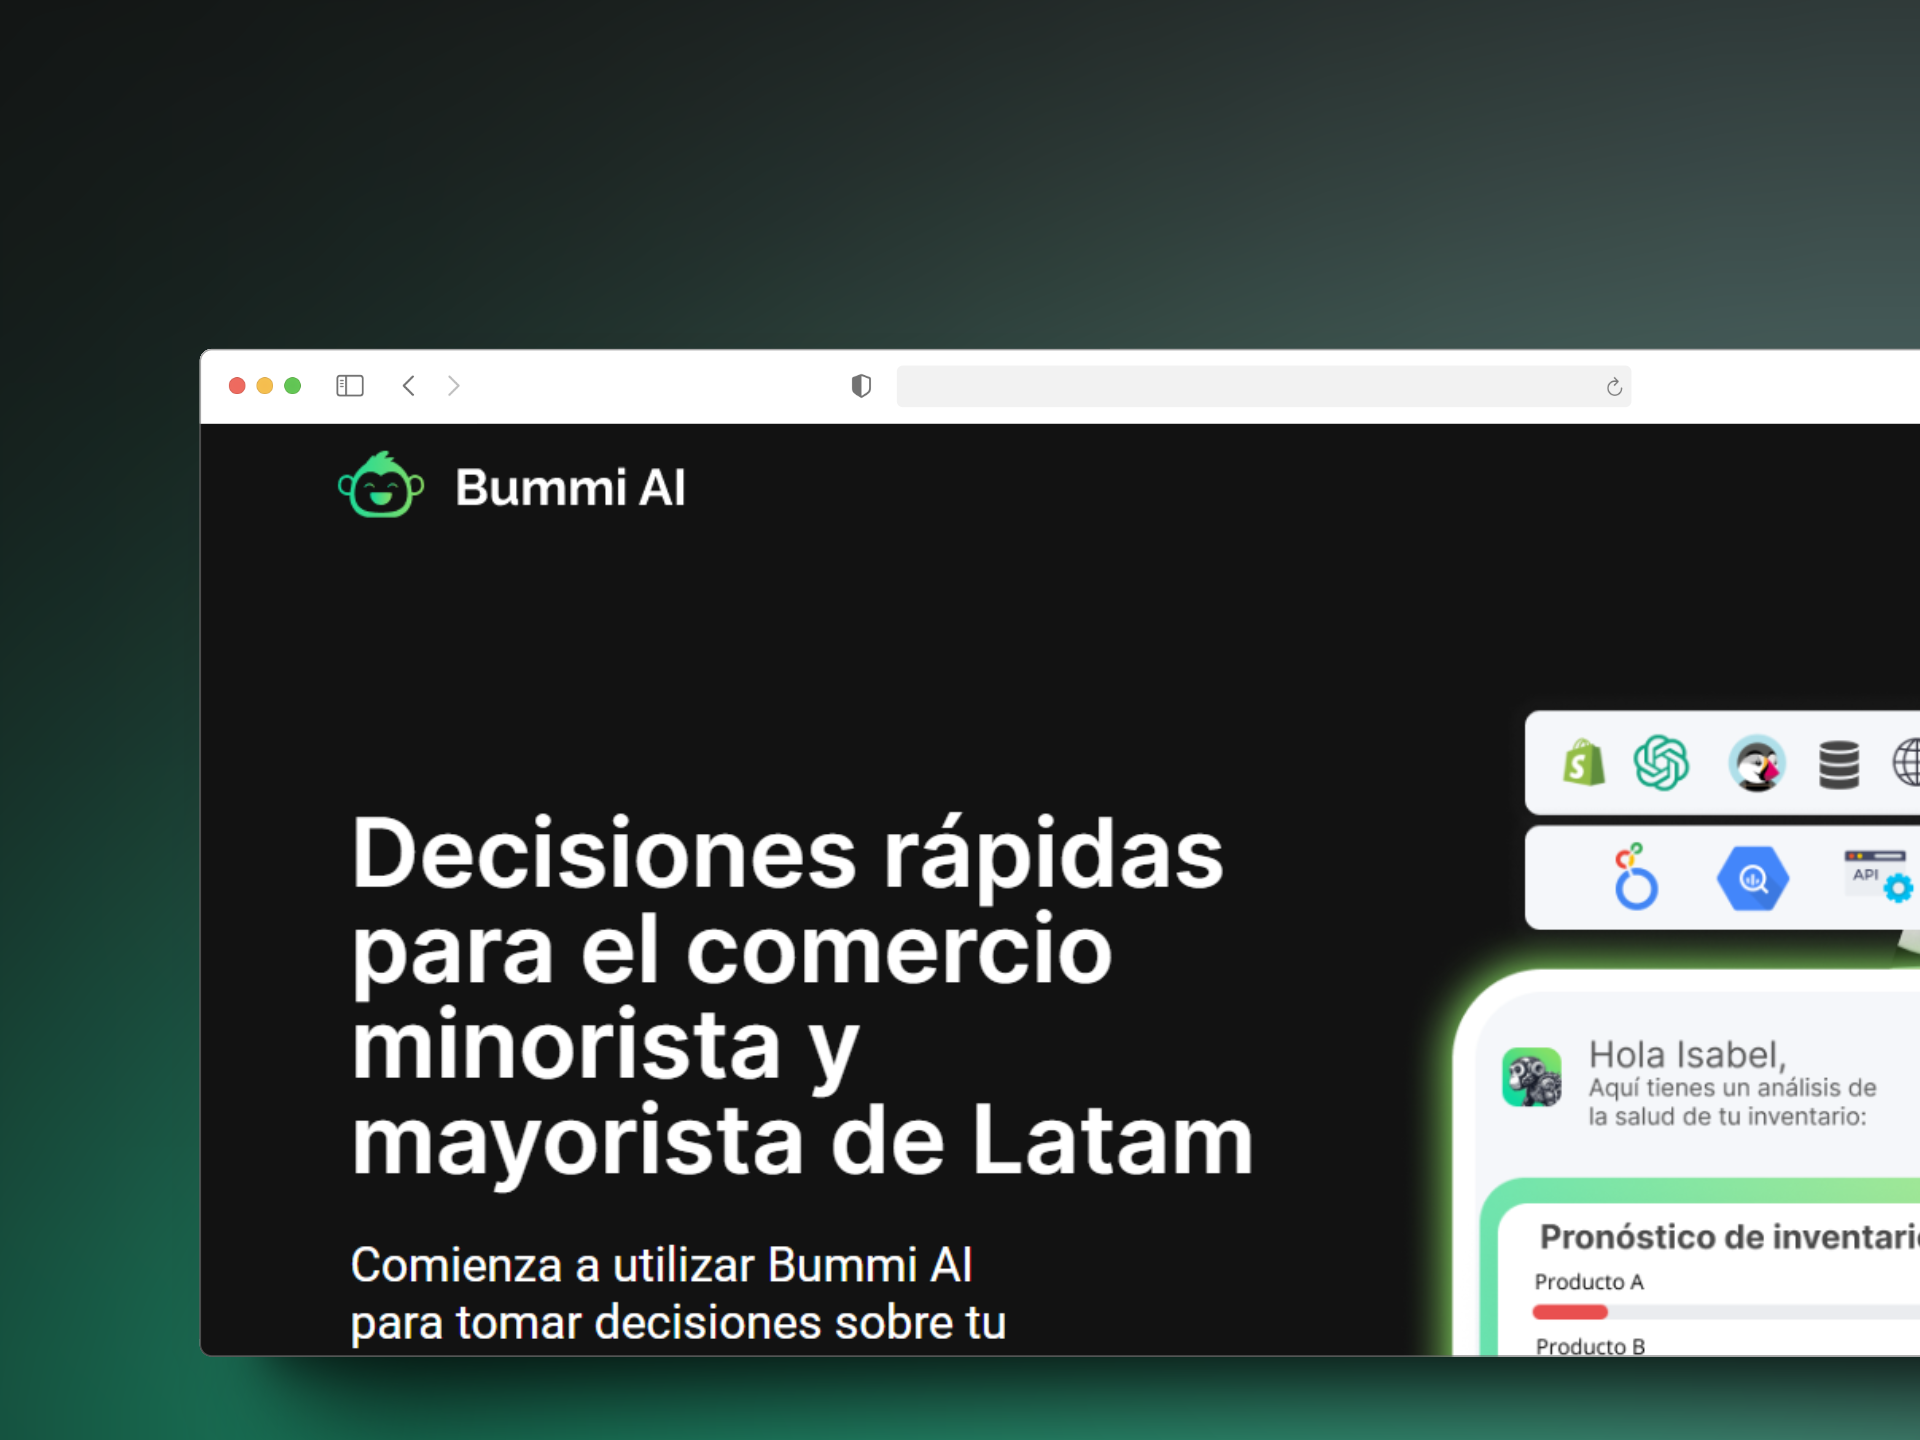 Bummi AI
Decisiones rápidas
para el comercio
minorista y
mayorista de Latam
Comienza a utilizar Bummi AI
para tomar decisiones sobre tu
S
API
Hola Isabel,
Aquí tienes un análisis de
la salud de tu inventario:
Pronóstico de inventari
Producto A
Producto B